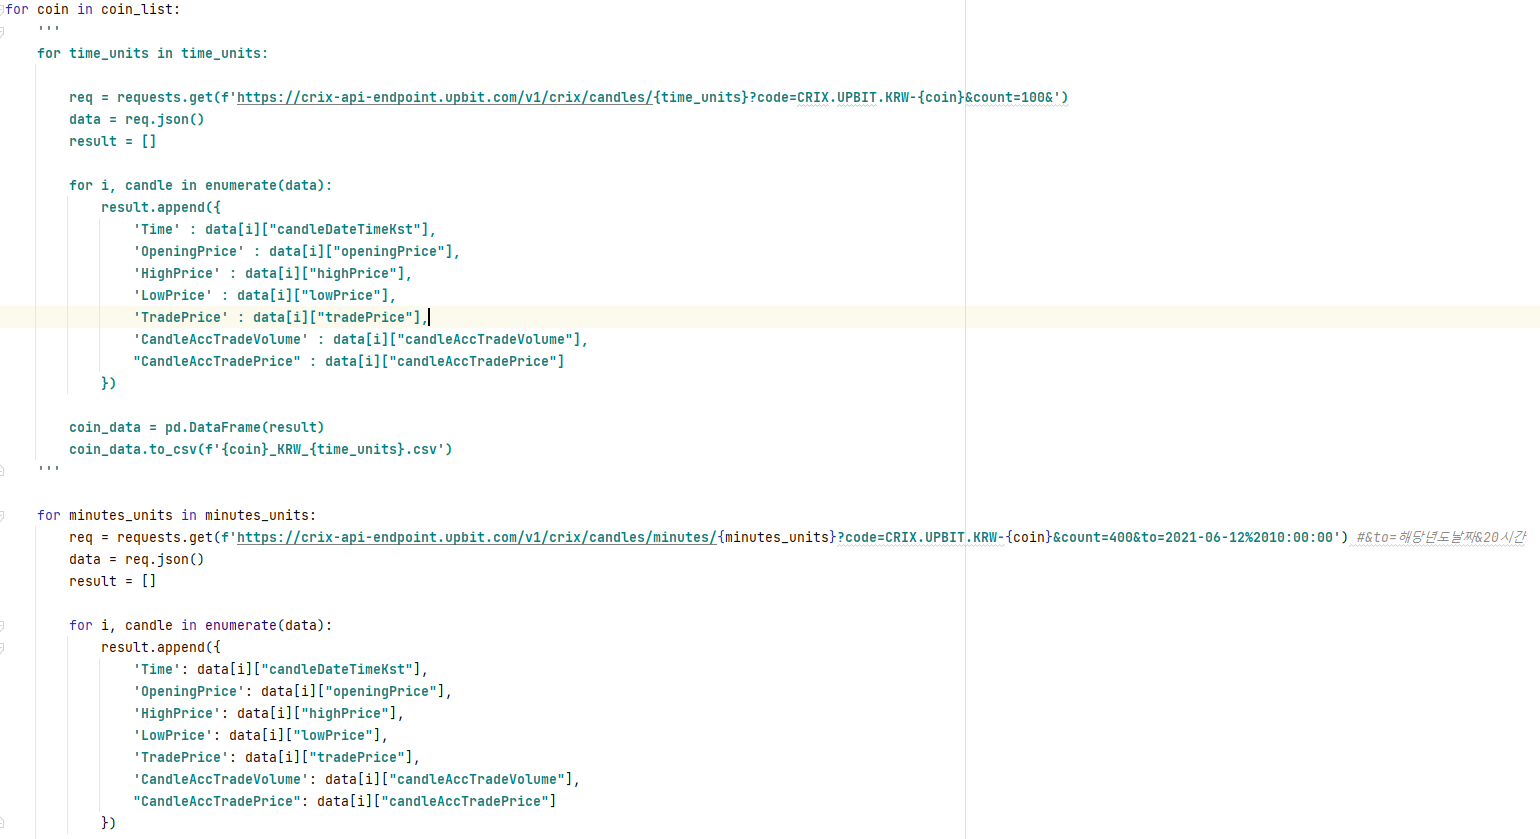 for coin in coin_list:
    '''
    for time_units in time_units:

        req = requests.get(f'https://crix-api-endpoint.upbit.com/v1/crix/candles/{time_units}?code=CRIX.UPBIT.KRW-{coin}&count=100&')
        data = req.json()
        result = []

        for i, candle in enumerate(data):
            result.append({
                'Time' : data[i]["candleDateTimeKst"],
                'OpeningPrice' : data[i]["openingPrice"],
                'HighPrice' : data[i]["highPrice"],
                'LowPrice' : data[i]["lowPrice"],
                'TradePrice' : data[i]["tradePrice"],
                'CandleAccTradeVolume' : data[i]["candleAccTradeVolume"],
                "CandleAccTradePrice" : data[i]["candleAccTradePrice"]
            })

        coin_data = pd.DataFrame(result)
        coin_data.to_csv(f'{coin}_KRW_{time_units}.csv')
    '''

    for minutes_units in minutes_units:
        req = requests.get(f'https://crix-api-endpoint.upbit.com/v1/crix/candles/minutes/{minutes_units}?code=CRIX.UPBIT.KRW-{coin}&count=400&to=2021-06-12%2010:00:00') #&to=해당년도날짜&20시간
        data = req.json()
        result = []

        for i, candle in enumerate(data):
            result.append({
                'Time': data[i]["candleDateTimeKst"],
                'OpeningPrice': data[i]["openingPrice"],
                'HighPrice': data[i]["highPrice"],
                'LowPrice': data[i]["lowPrice"],
                'TradePrice': data[i]["tradePrice"],
                'CandleAccTradeVolume': data[i]["candleAccTradeVolume"],
                "CandleAccTradePrice": data[i]["candleAccTradePrice"]
            })